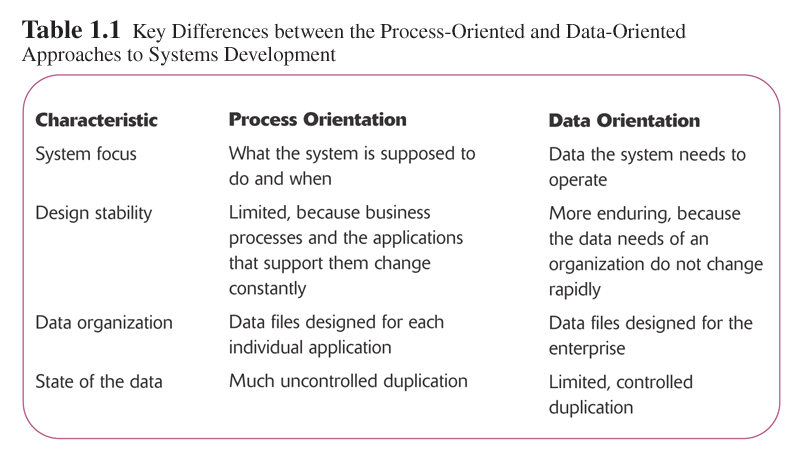 Table 1.1 Key Differences between the Process-Oriented and Data-Oriented
Approaches to Systems Development
Characteristic Process Orientation Data Orientation
System focus What the system is supposed to Data the system needs to
do and when operate
Design stability Limited, because business More enduring, because
processes and the applications the data needs of an
that support them change organization do not change
constantly rapidly
Data organization Data files designed for each Data files designed for the
individual application enterprise
State of the data Much uncontrolled duplication Limited, controlled
duplication